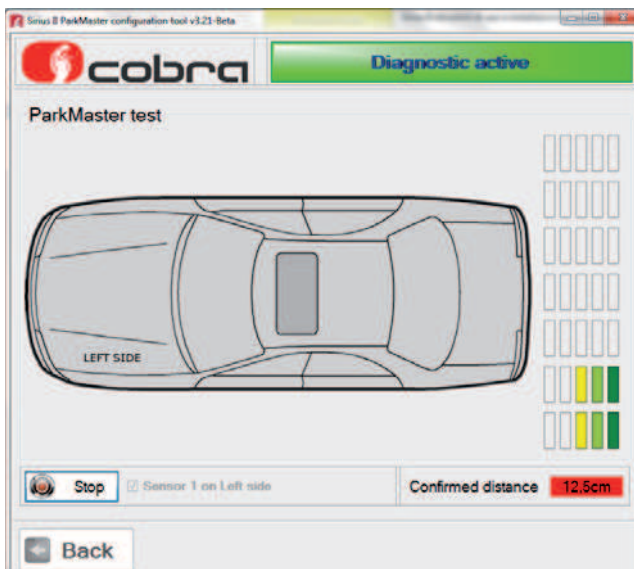 Sirius II ParkMaster configuration tool v3.21-Beta
cobra
Diagnostic active
ParkMaster test
LEFT SIDE
Stop
Sensor 1 on Left side
Confirmed distance 12.5cm
Back